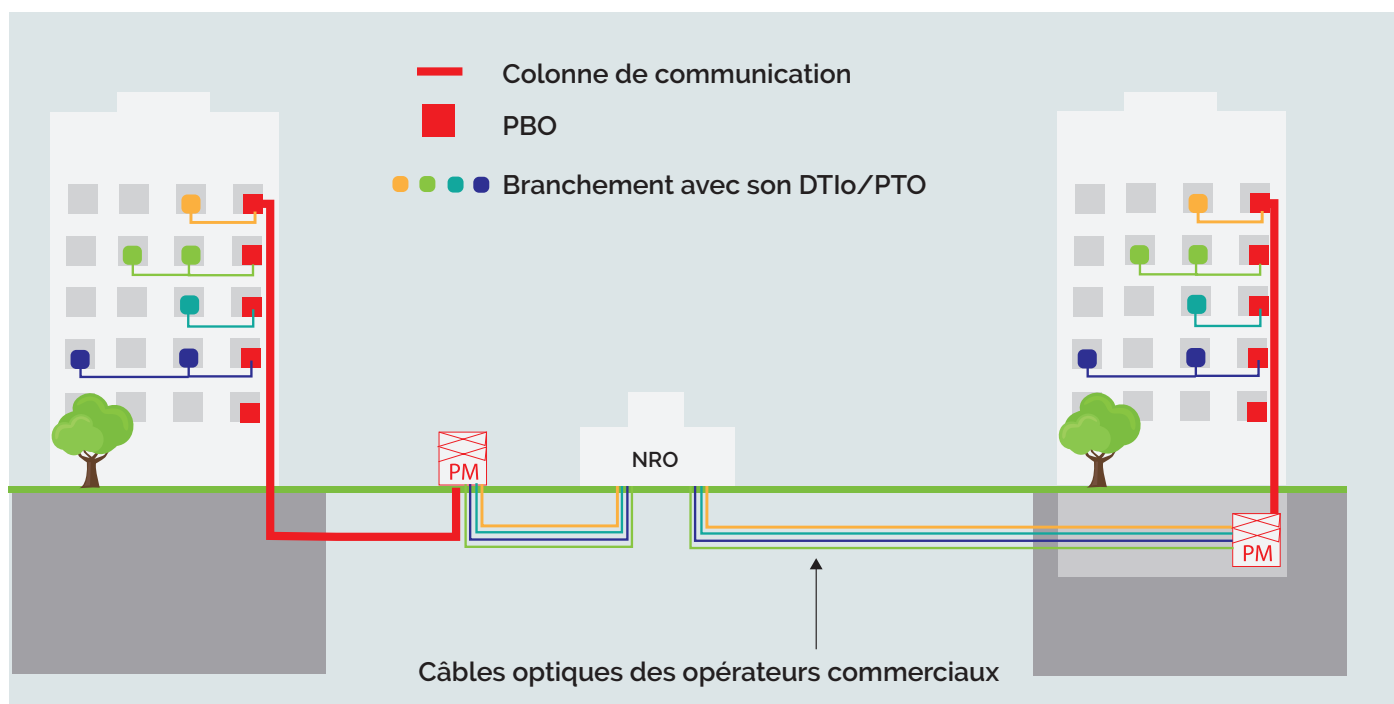 Colonne de communication
PBO
Branchement avec son DTIo/PTO
NRO
PM
PM
Câbles optiques des opérateurs commerciaux